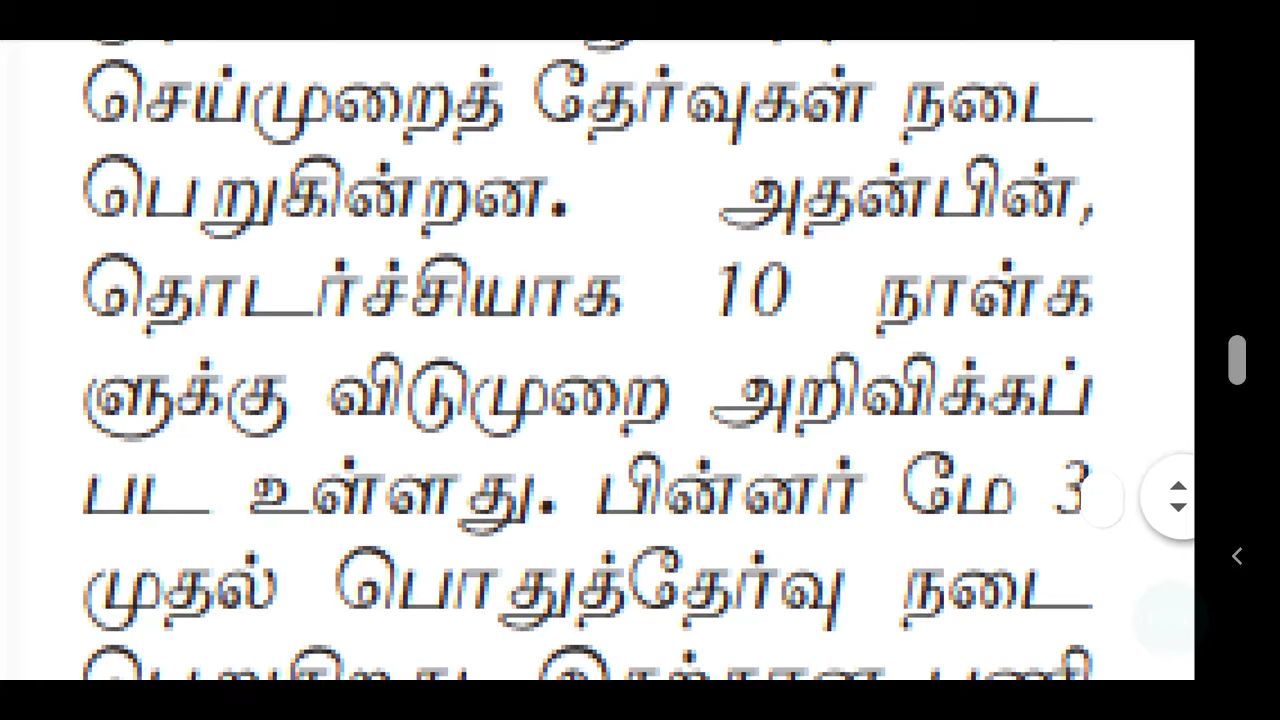 செய்முறைத் தேர்வுகள் நடை
பெறுகின்றன. அதன்பின்,
தொடர்ச்சியாக 10 நாள்க
ளுக்கு விடுமுறை அறிவிக்கப்
பட உள்ளது. பின்னர் மே 3
முதல் பொதுத்தேர்வு நடை